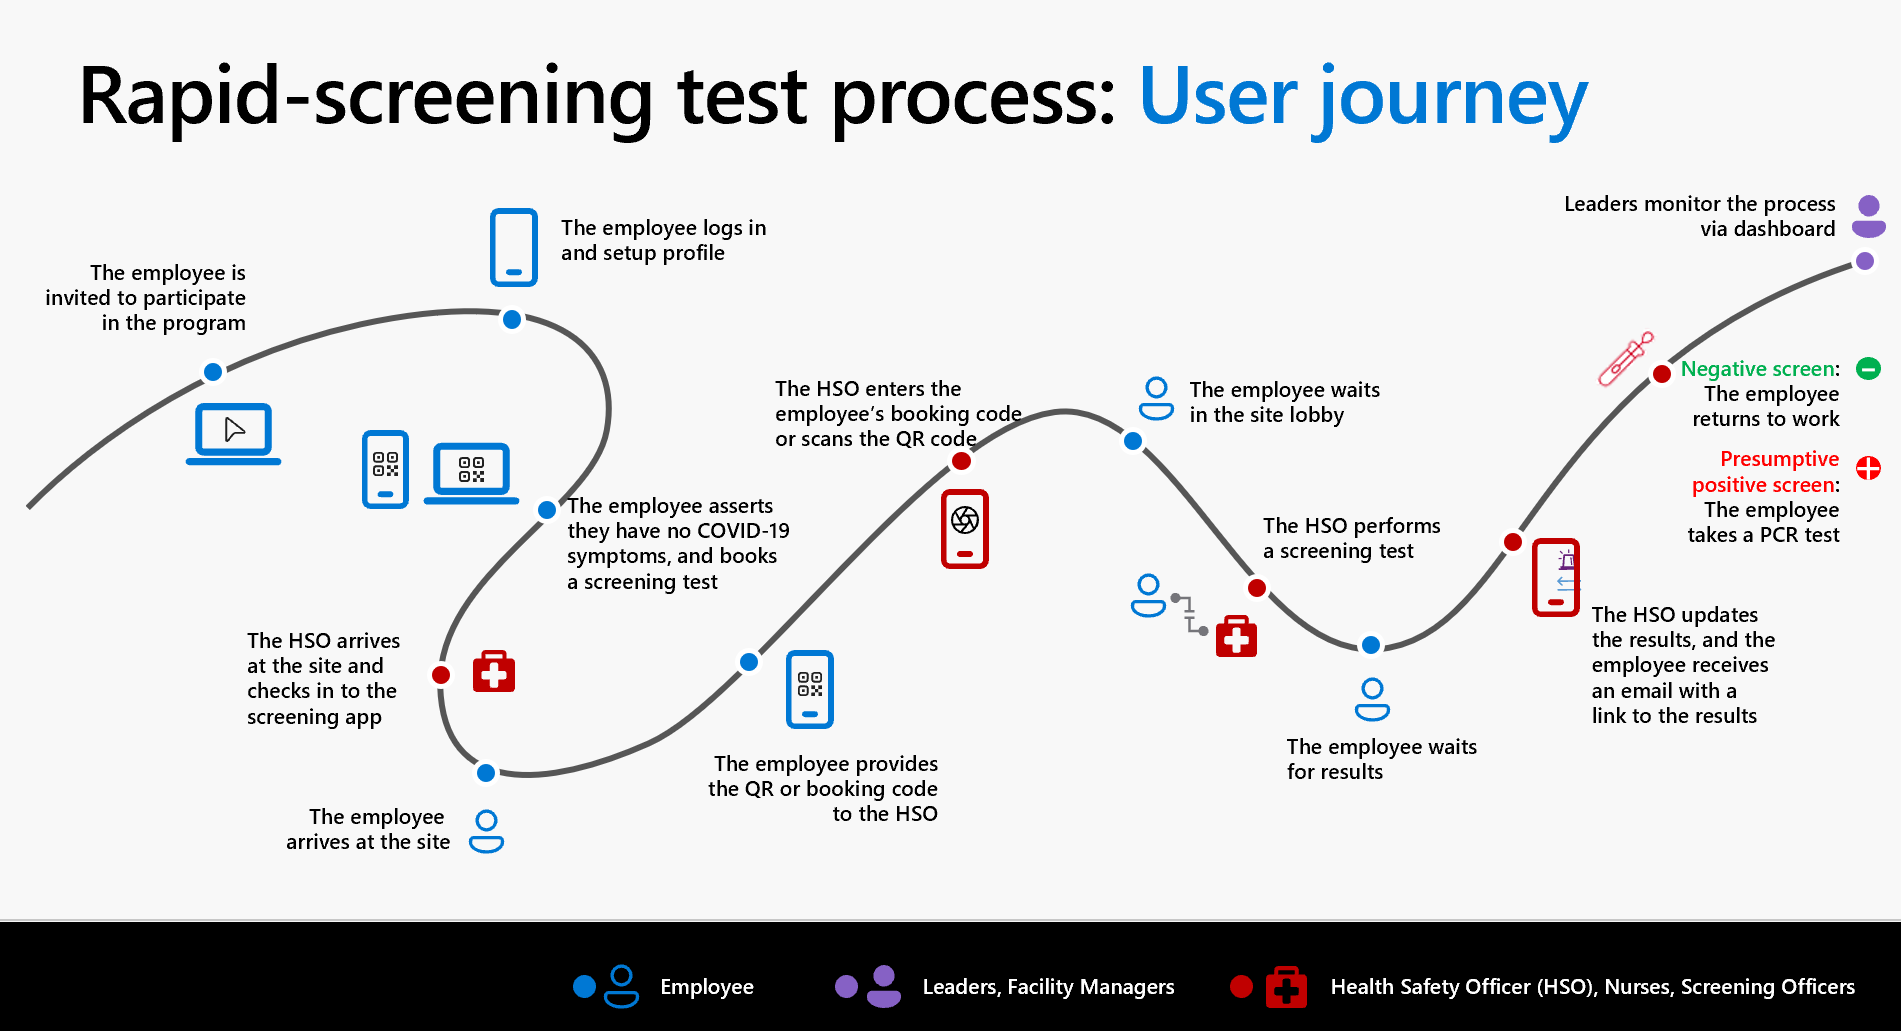 Rapid-screening test process: User journey
The employee is
invited to participate
in the program
The employee logs in
and setup profile
The employee asserts
they have no COVID-19
symptoms, and books
a screening test
The HSO arrives
at the site and
checks in to the
screening app
The employee
arrives at the site
The employee provides
the QR or booking code
to the HSO
The HSO enters the
employee’s booking code
or scans the QR code
The employee waits
in the site lobby
The HSO performs
a screening test
The employee waits
for results
The HSO updates
the results, and the
employee receives
an email with a
link to the results
Negative screen:
The employee
returns to work
Presumptive
positive screen:
The employee
takes a PCR test
Leaders monitor the process
via dashboard
Employee
Leaders, Facility Managers
Health Safety Officer (HSO), Nurses, Screening Officers